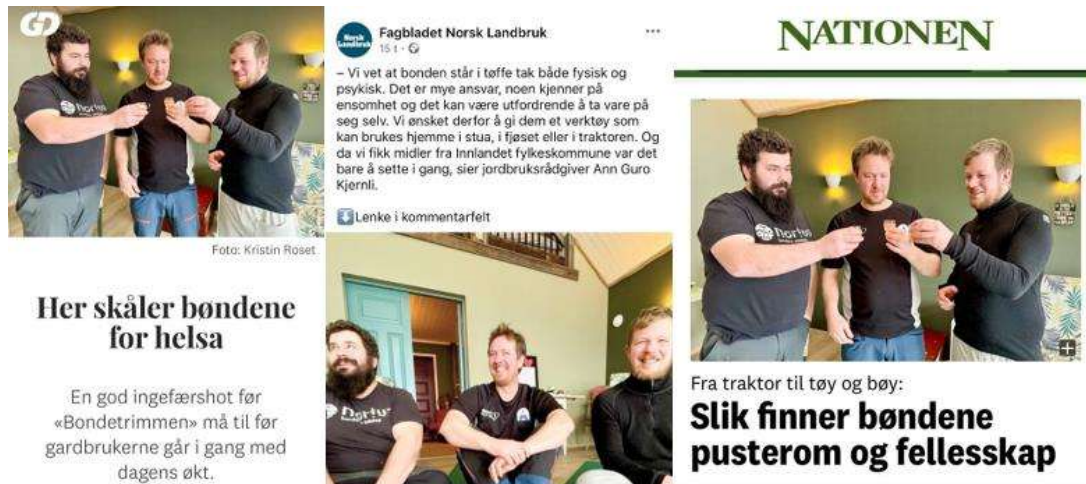 GD
Foto: Kristin Roset
Her skåler bøndene
for helsa
En god ingefærshot før
«Bondetrimmen» må til før
gardbrukerne går i gang med
dagens økt.
Norsk
Landbruk
Fagbladet Norsk Landbruk
15 t ·
– Vi vet at bonden står i tøffe tak både fysisk og
psykisk. Det er mye ansvar, noen kjenner på
ensomhet og det kan være utfordrende å ta vare på
seg selv. Vi ønsket derfor å gi dem et verktøy som
kan brukes hjemme i stua, i fjøset eller i traktoren. Og
da vi fikk midler fra Innlandet fylkeskommune var det
bare å sette i gang, sier jordbruksrådgiver Ann Guro
Kjernli.
Lenke i kommentarfelt
NATIONEN
Fra traktor til tøy og bøy:
Slik finner bøndene
pusterom og fellesskap